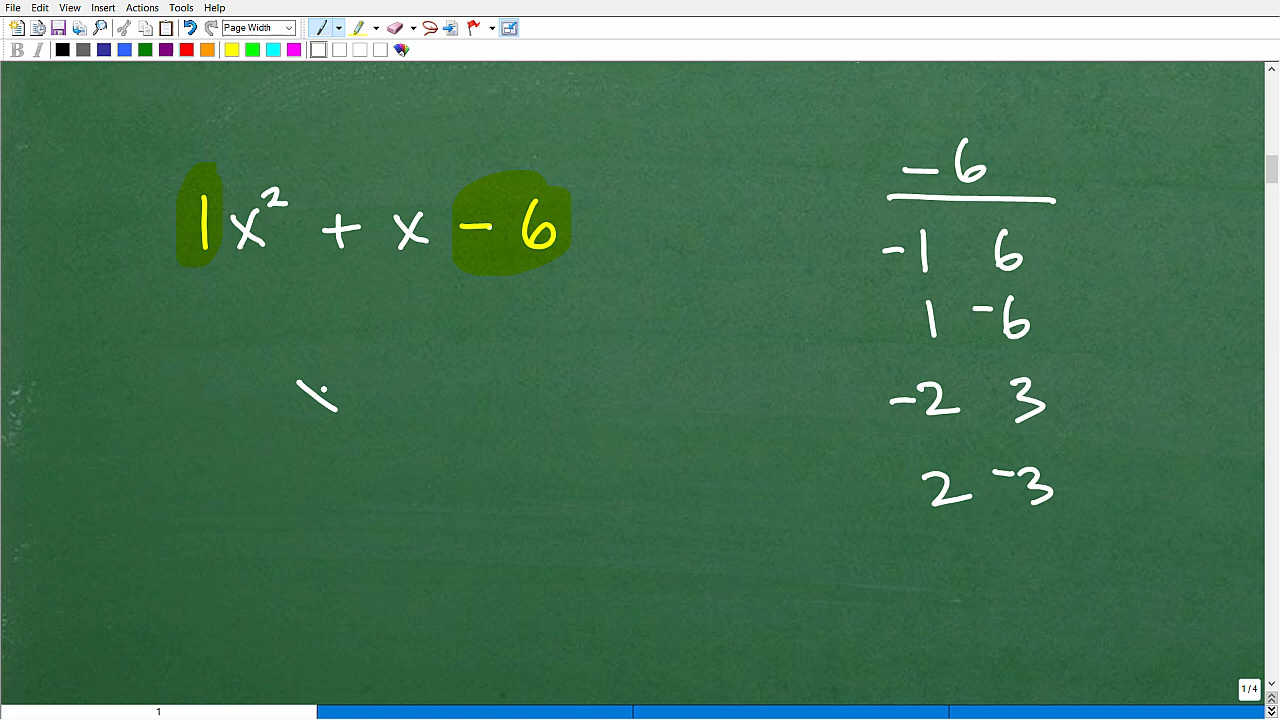 File Edit View Insert Actions Tools Help
Page Width
B I
1x² + x - 6
-6
-1 6
1 -6
-2 3
2 -3
1/4
1